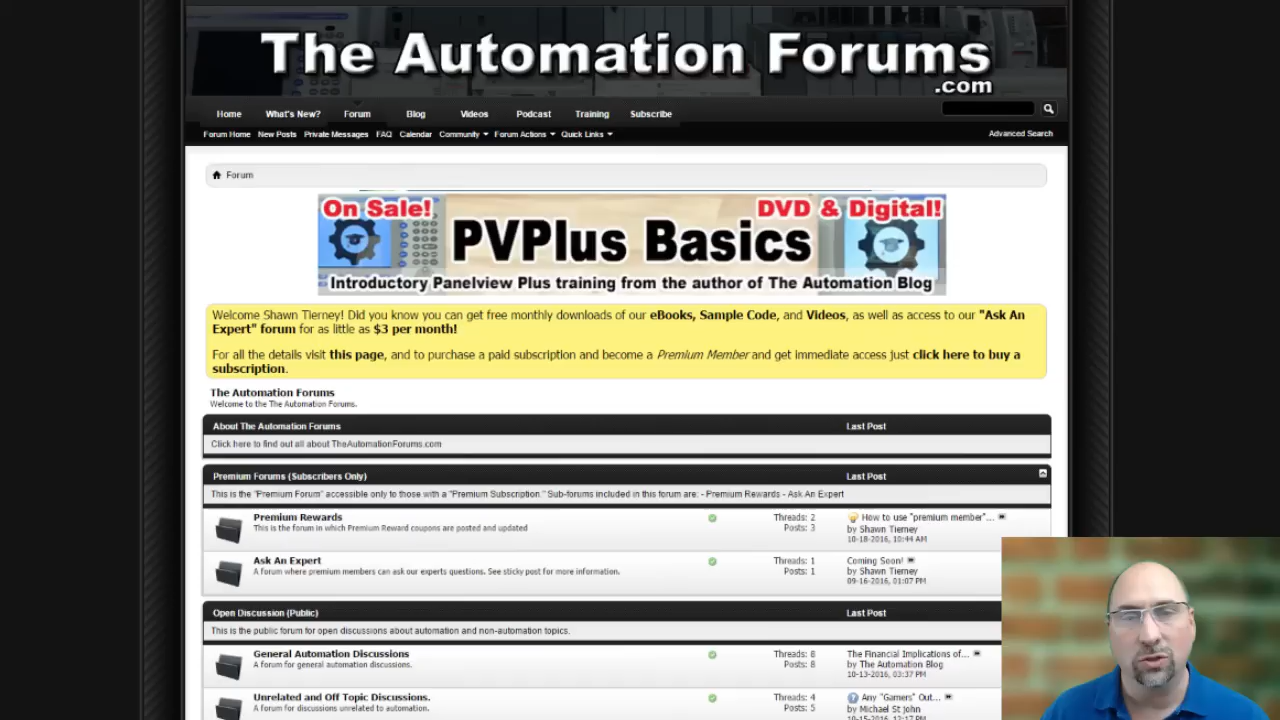 The Automation Forums
.com
Home What's New? Forum Blog Videos Podcast Training Subscribe
Forum Home New Posts Private Messages FAQ Calendar Community Forum Actions Quick Links Advanced Search
Forum
On Sale! DVD & Digital!
PVPlus Basics
Introductory Panelview Plus training from the author of The Automation Blog
Welcome Shawn Tierney! Did you know you can get free monthly downloads of our eBooks, Sample Code, and Videos, as well as access to our "Ask An
Expert" forum for as little as $3 per month!
For all the details visit this page, and to purchase a paid subscription and become a Premium Member and get immediate access just click here to buy a
subscription.
The Automation Forums
Welcome to the The Automation Forums.
About The Automation Forums Last Post
Click here to find out all about TheAutomationForums.com
Premium Forums (Subscribers Only) Last Post
This is the "Premium Forum" accessible only to those with a "Premium Subscription." Sub-forums included in this forum are: - Premium Rewards - Ask An Expert
Premium Rewards Threads: 2 How to use "premium member"...
This is the forum in which Premium Reward coupons are posted and updated Posts: 3 by Shawn Tierney
10-18-2016, 10:44 AM
Ask An Expert Threads: 1 Coming Soon!
A forum where premium members can ask our experts questions. See sticky post for more information. Posts: 1 by Shawn Tierney
09-16-2016, 01:07 PM
Open Discussion (Public) Last Post
This is the public forum for open discussions about automation and non-automation topics.
General Automation Discussions Threads: 8 The Financial Implications of...
A forum for general automation discussions. Posts: 8 by The Automation Blog
10-13-2016, 03:37 PM
Unrelated and Off Topic Discussions. Threads: 4 Any "Gamers" Out...
A forum for discussions unrelated to automation. Posts: 5 by Michael St John
10-15-2016, 12:17 PM